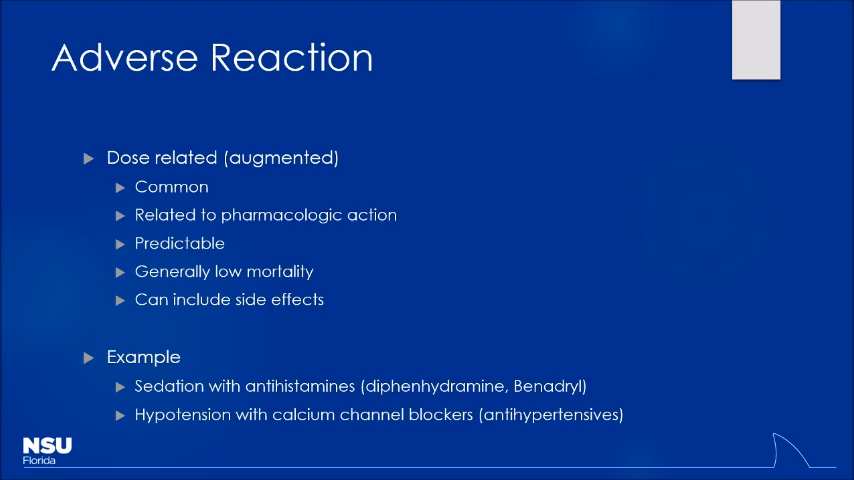 Adverse Reaction
Dose related (augmented)
Common
Related to pharmacologic action
Predictable
Generally low mortality
Can include side effects
Example
Sedation with antihistamines (diphenhydramine, Benadryl)
Hypotension with calcium channel blockers (antihypertensives)
NSU
Florida